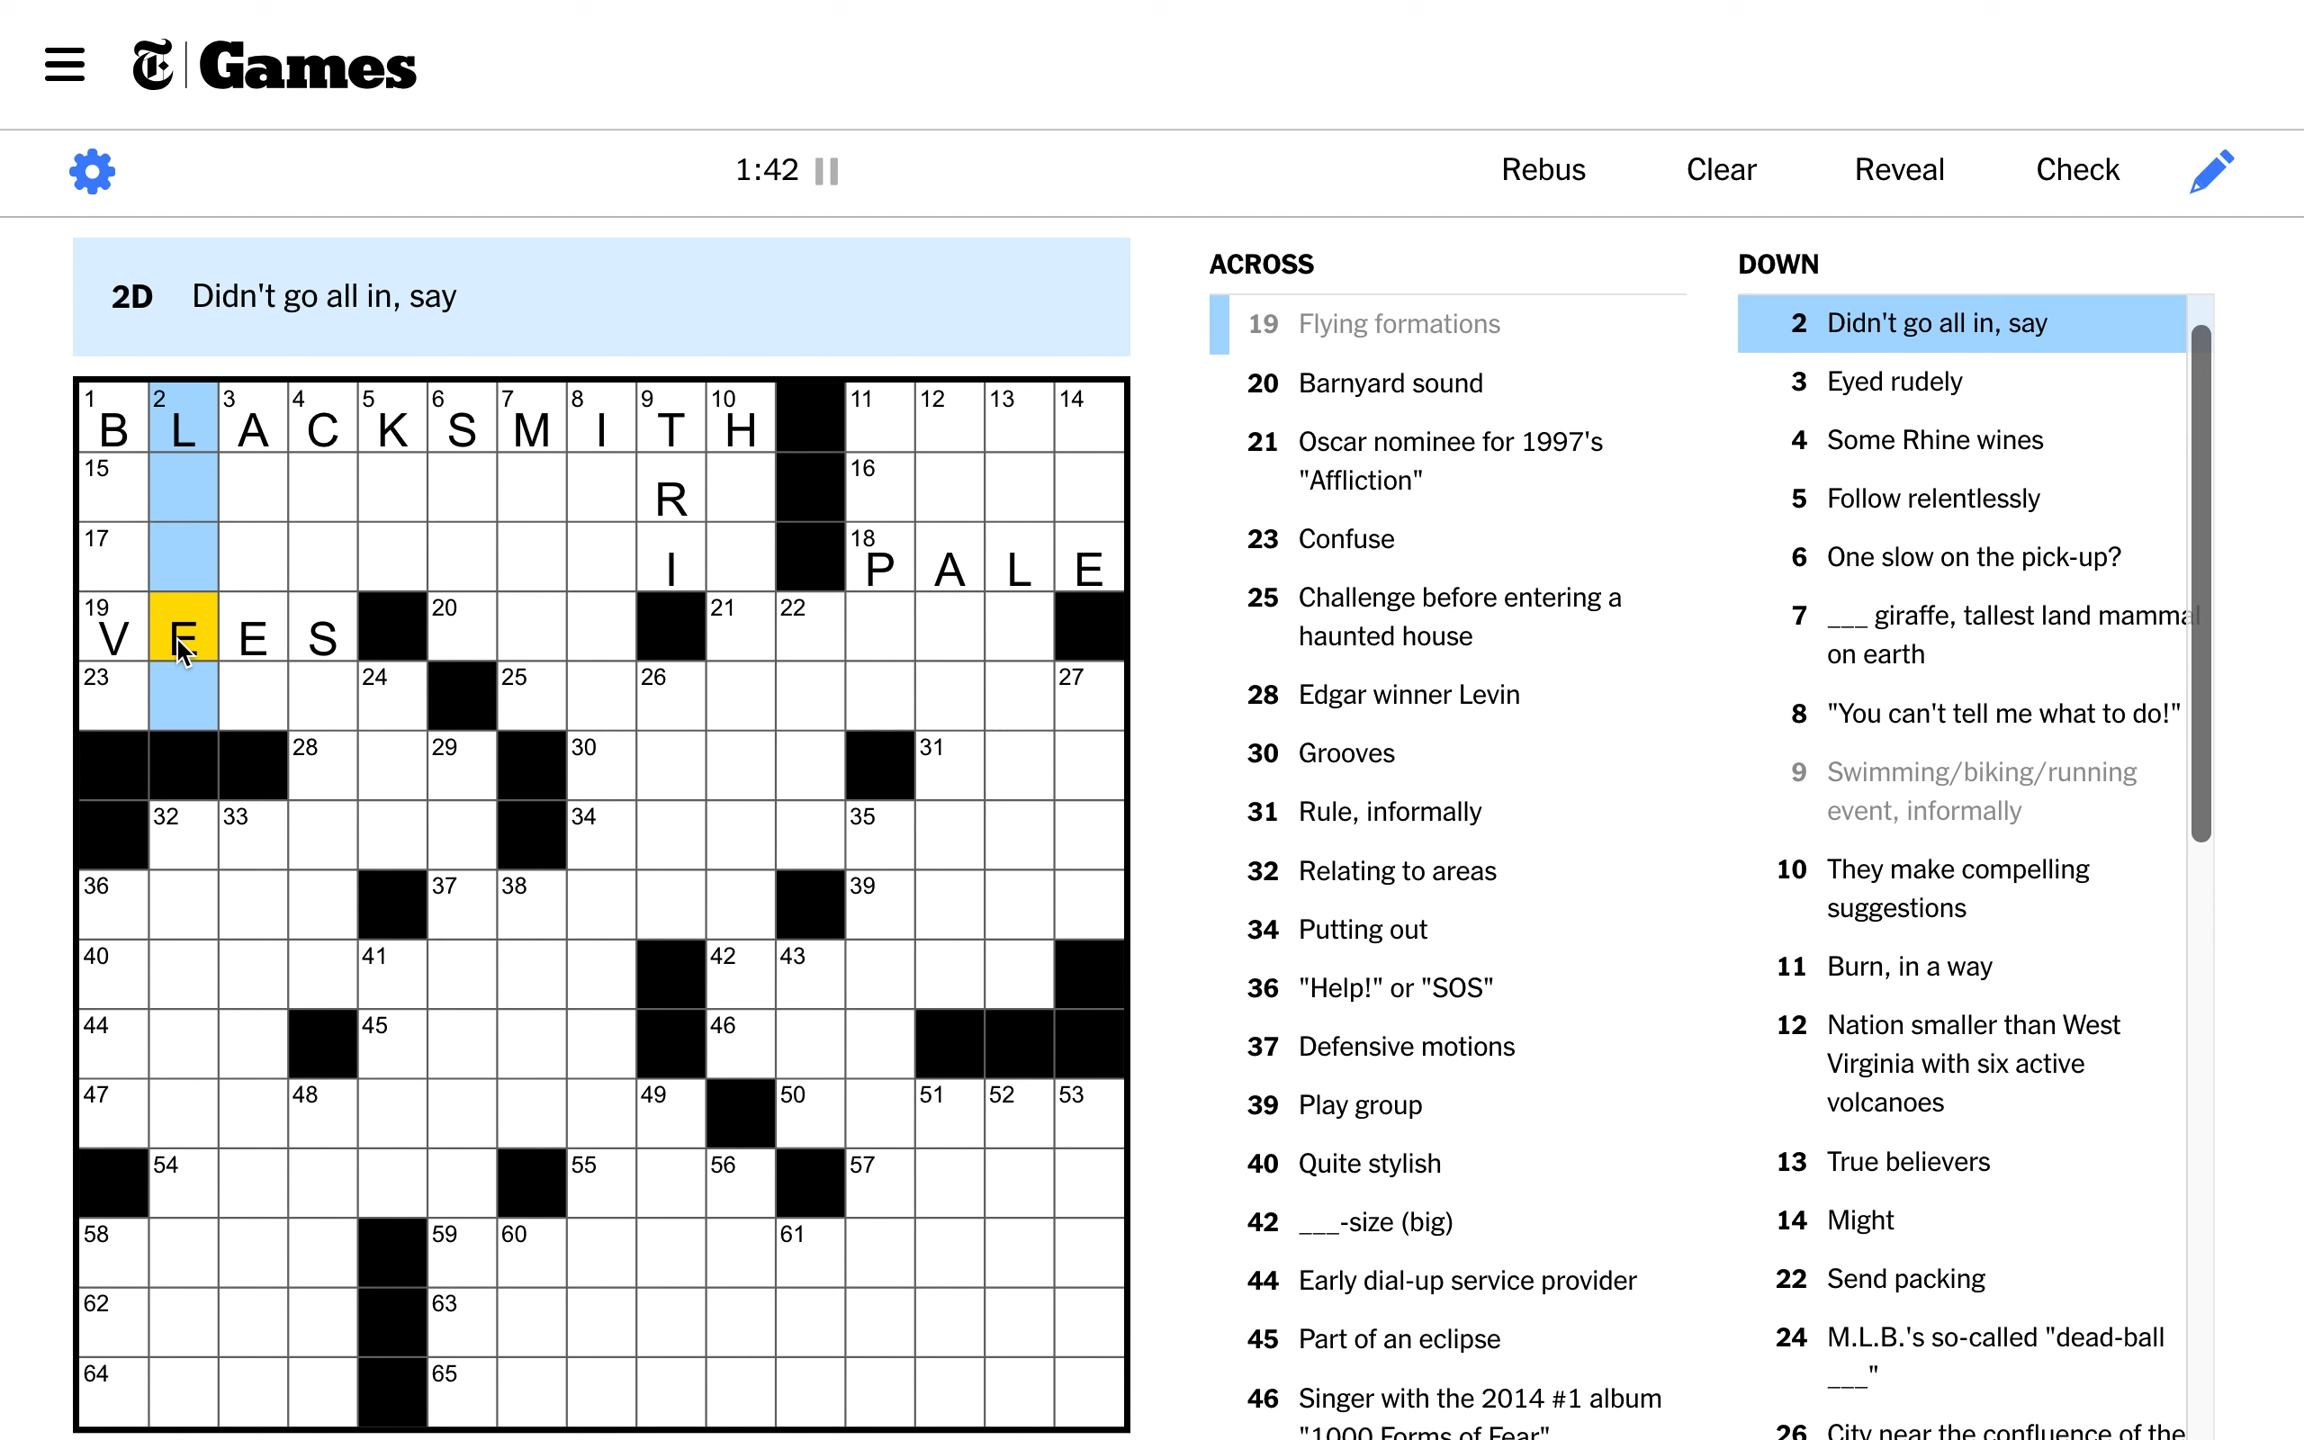 T Games
1:42 Rebus Clear Reveal Check
2D Didn't go all in, say
1 2 3 4 5 6 7 8 9 10 11 12 13 14
B L A C K S M I T H
15 16
R
17 18
I P A L E
19 20 21 22
V E E S
23 24 25 26 27
28 29 30 31
32 33 34 35
36 37 38 39
40 41 42 43
44 45 46
47 48 49 50 51 52 53
54 55 56 57
58 59 60 61
62 63
64 65
ACROSS
19 Flying formations
20 Barnyard sound
21 Oscar nominee for 1997's
"Affliction"
23 Confuse
25 Challenge before entering a
haunted house
28 Edgar winner Levin
30 Grooves
31 Rule, informally
32 Relating to areas
34 Putting out
36 "Help!" or "SOS"
37 Defensive motions
39 Play group
40 Quite stylish
42 ___-size (big)
44 Early dial-up service provider
45 Part of an eclipse
46 Singer with the 2014 #1 album
"1000 Forms of Fear"
DOWN
2 Didn't go all in, say
3 Eyed rudely
4 Some Rhine wines
5 Follow relentlessly
6 One slow on the pick-up?
7 ___ giraffe, tallest land mammal
on earth
8 "You can't tell me what to do!"
9 Swimming/biking/running
event, informally
10 They make compelling
suggestions
11 Burn, in a way
12 Nation smaller than West
Virginia with six active
volcanoes
13 True believers
14 Might
22 Send packing
24 M.L.B.'s so-called "dead-ball
___"
26 City near the confluence of the